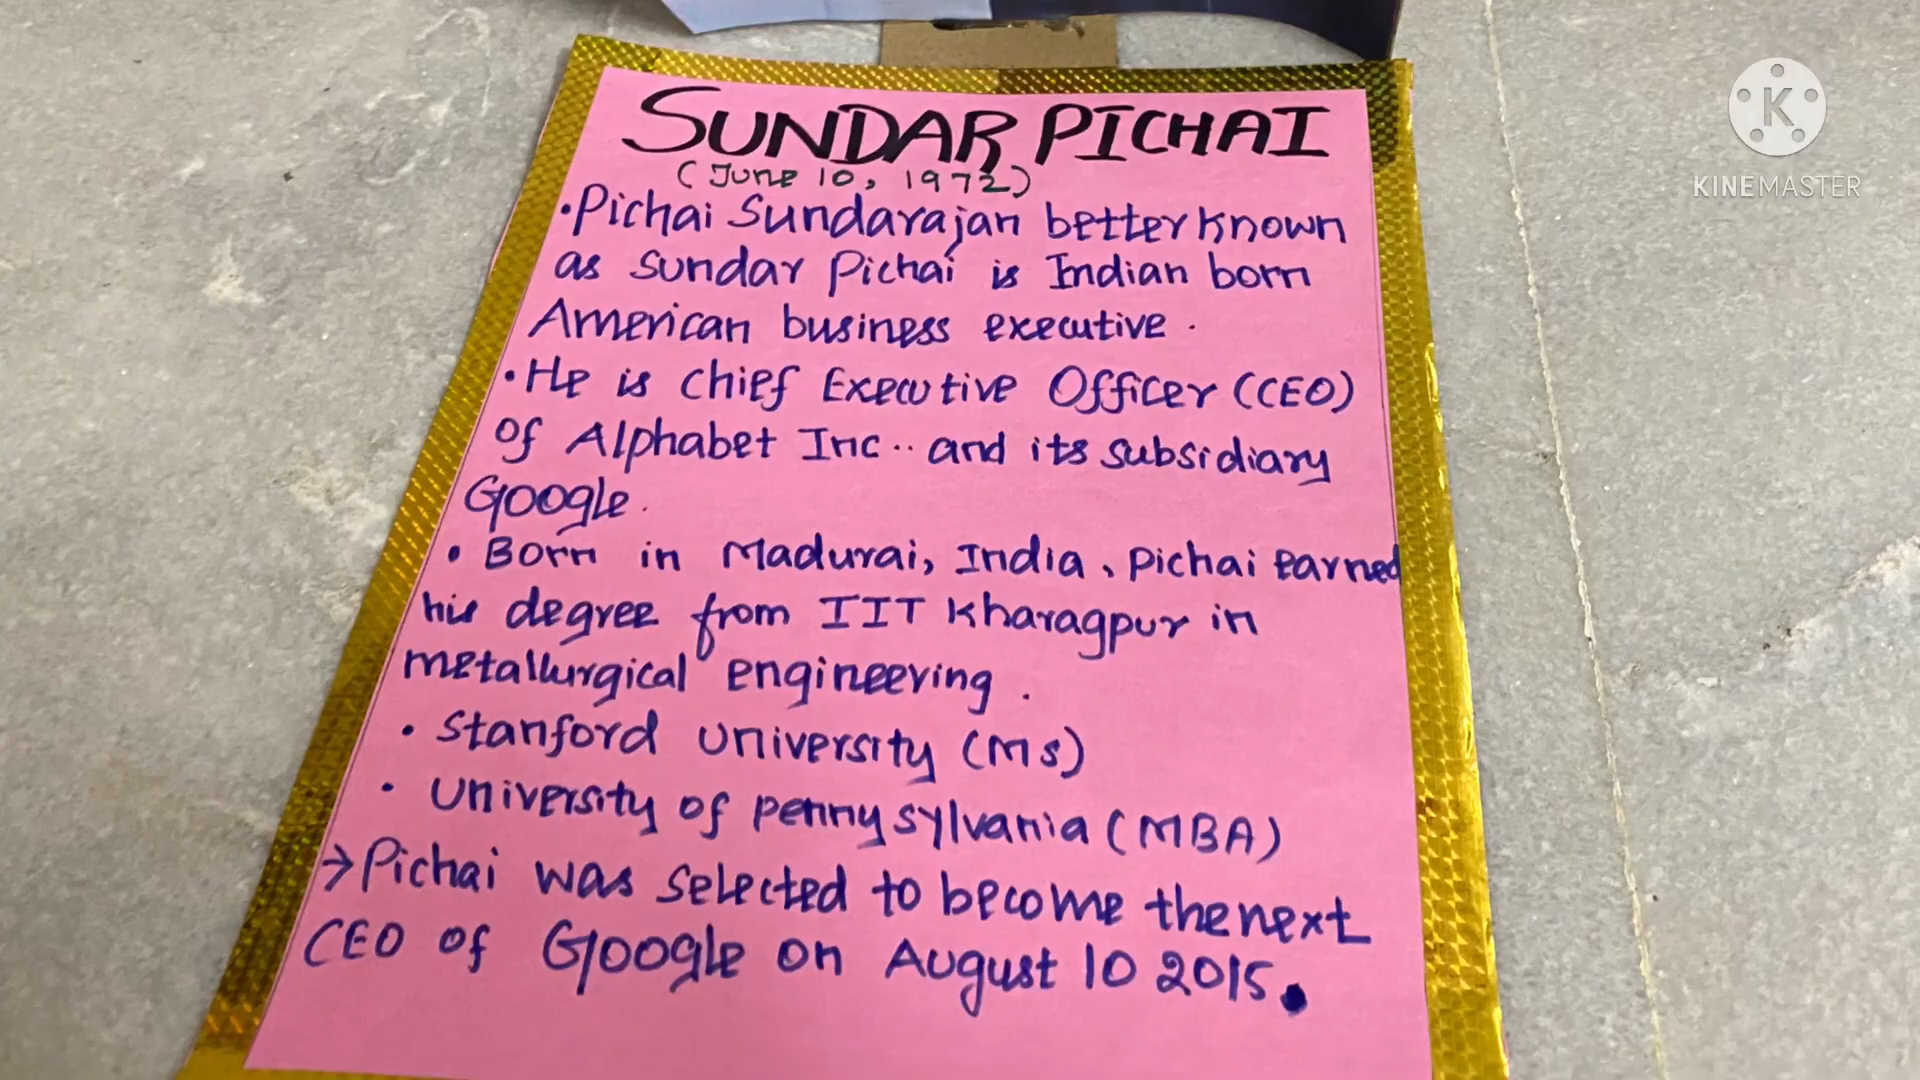 SUNDAR PICHAI
(June 10, 1972)
•Pichai Sundararajan better known
as Sundar Pichai is Indian born
American business executive.
•He is Chief Executive Officer (CEO)
of Alphabet Inc.. and its subsidiary
Google.
• Born in Madurai, India, Pichai earned
his degree from IIT Kharagpur in
metallurgical engineering.
• Stanford University (MS)
• University of Pennysylvania (MBA)
→Pichai was selected to become the next
CEO of Google on August 10 2015.
K
KINEMASTER